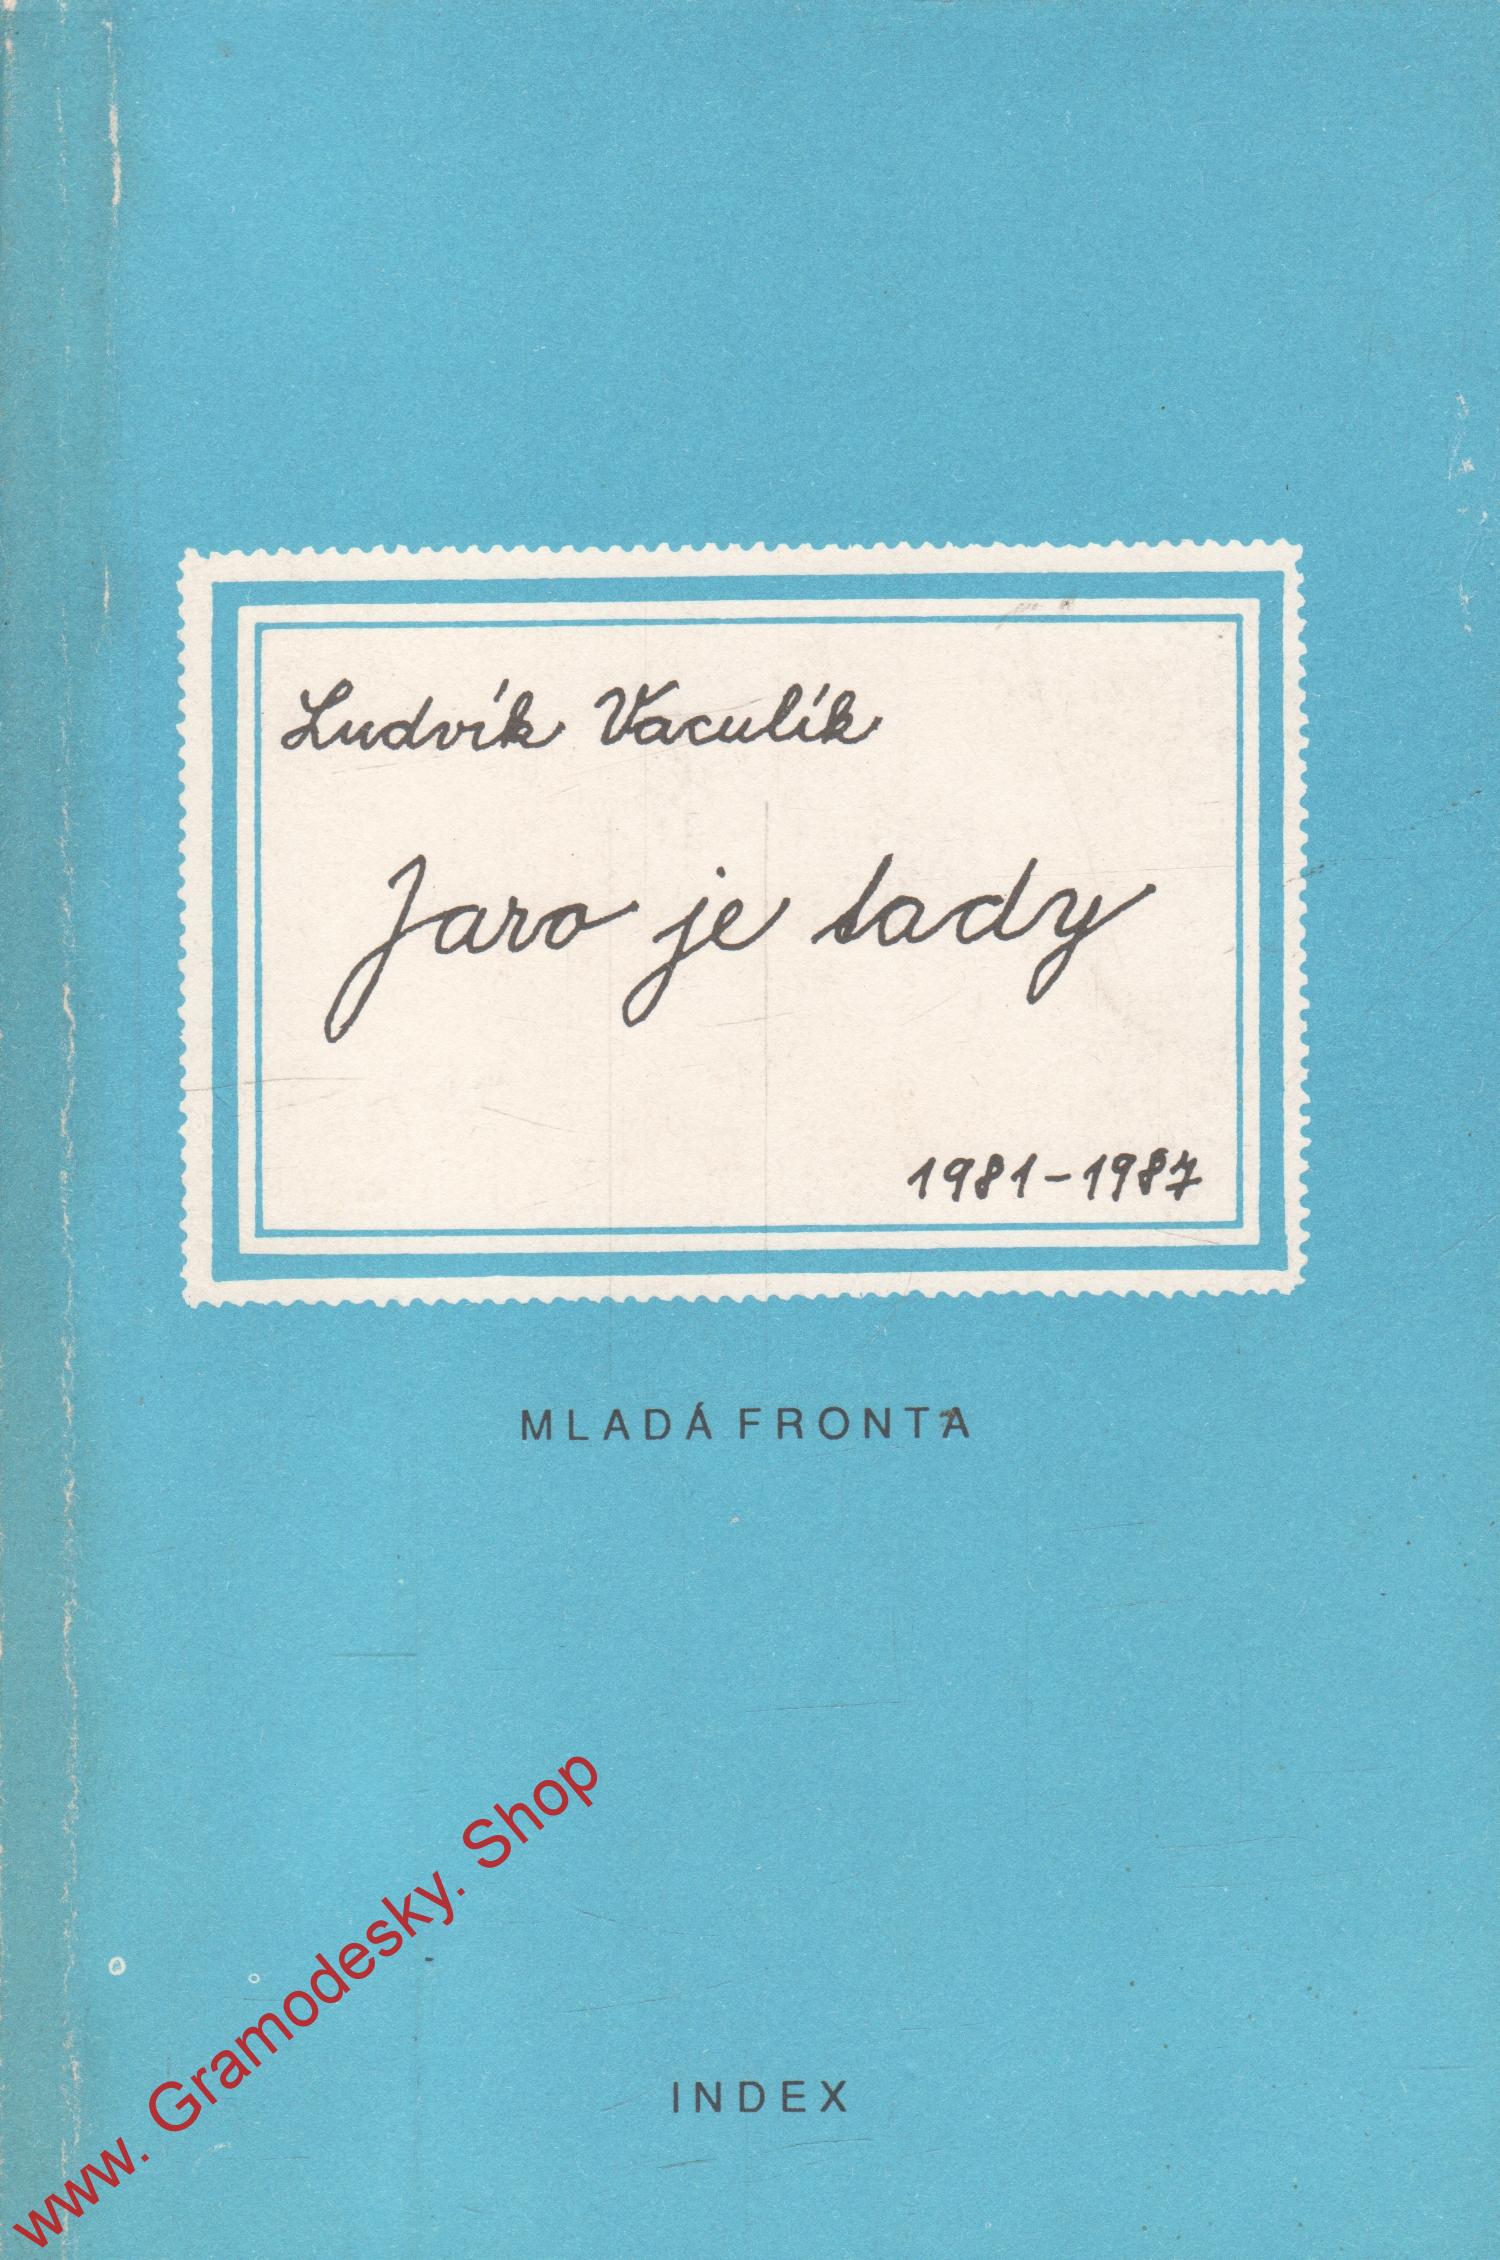 Ludvík Vaculík
Jaro je tady
1981-1987
MLADÁ FRONTA
www. Gramodesky. Shop
INDEX